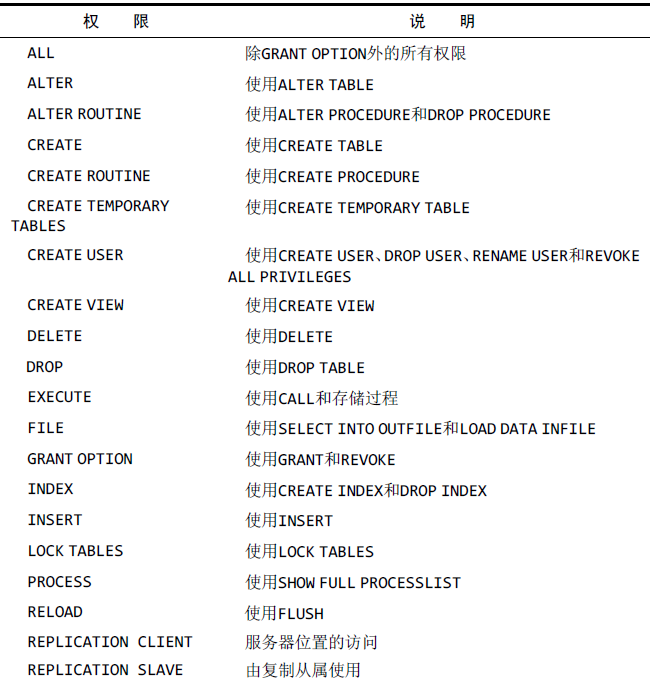 权 限 说 明
ALL 除GRANT OPTION外的所有权限
ALTER 使用ALTER TABLE
ALTER ROUTINE 使用ALTER PROCEDURE和DROP PROCEDURE
CREATE 使用CREATE TABLE
CREATE ROUTINE 使用CREATE PROCEDURE
CREATE TEMPORARY 使用CREATE TEMPORARY TABLE
TABLES
CREATE USER 使用CREATE USER、DROP USER、RENAME USER和REVOKE
ALL PRIVILEGES
CREATE VIEW 使用CREATE VIEW
DELETE 使用DELETE
DROP 使用DROP TABLE
EXECUTE 使用CALL和存储过程
FILE 使用SELECT INTO OUTFILE和LOAD DATA INFILE
GRANT OPTION 使用GRANT和REVOKE
INDEX 使用CREATE INDEX和DROP INDEX
INSERT 使用INSERT
LOCK TABLES 使用LOCK TABLES
PROCESS 使用SHOW FULL PROCESSLIST
RELOAD 使用FLUSH
REPLICATION CLIENT 服务器位置的访问
REPLICATION SLAVE 由复制从属使用